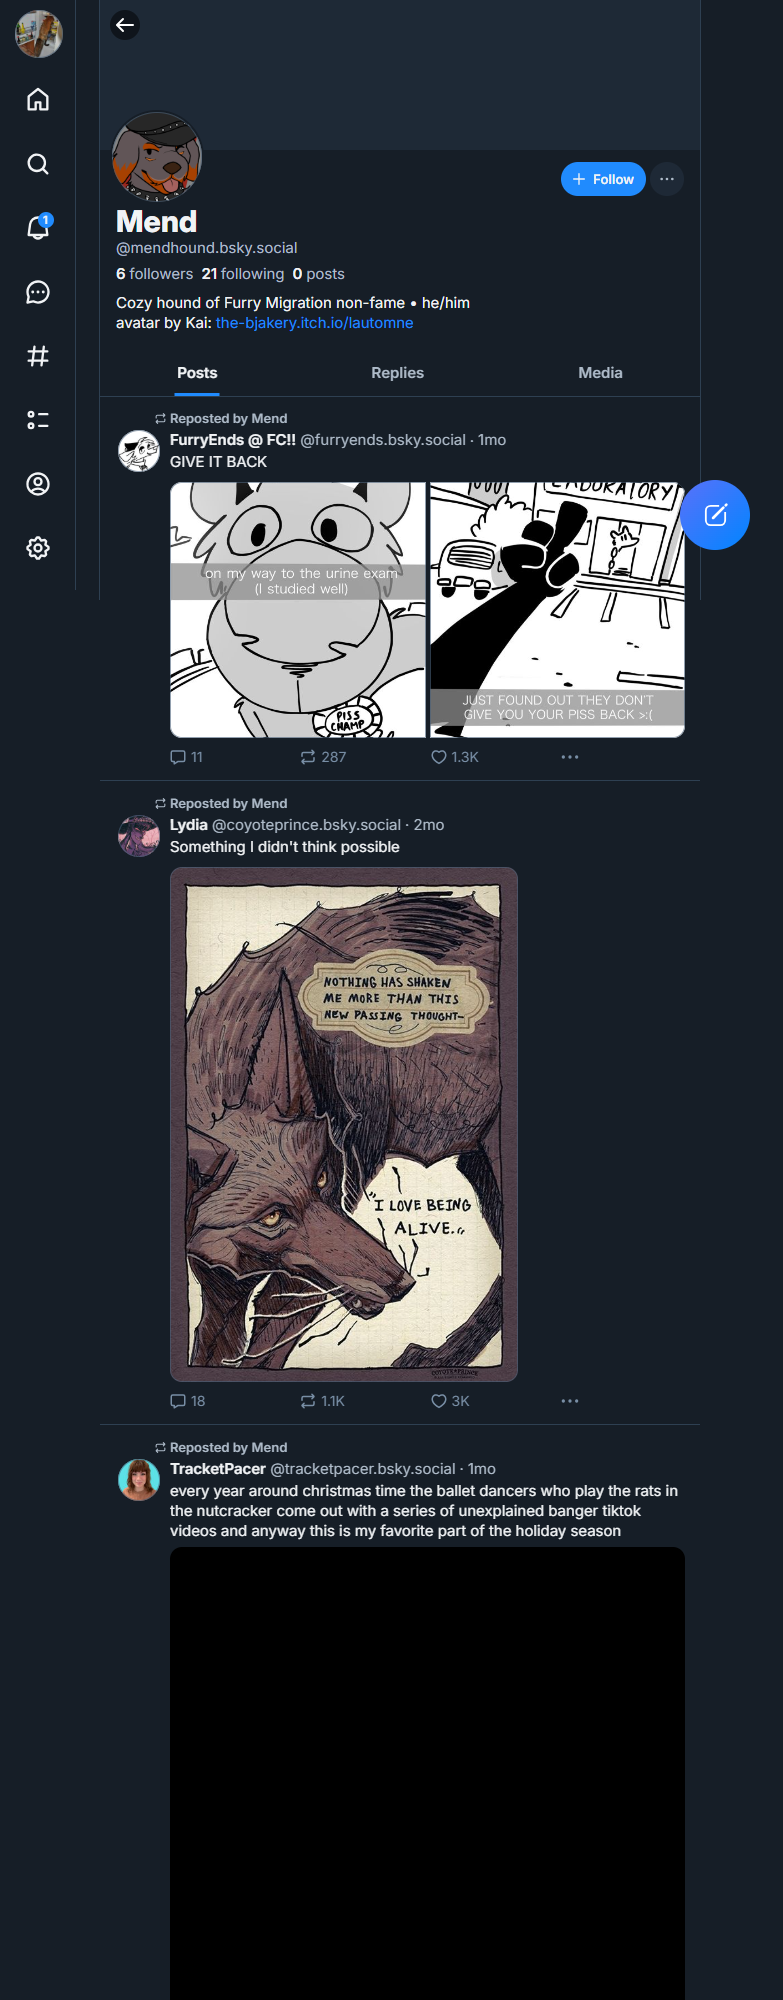 1
+ Follow
Mend
@mendhound.bsky.social
6 followers 21 following 0 posts
Cozy hound of Furry Migration non-fame • he/him
avatar by Kai: the-bjakery.itch.io/lautomne
Posts Replies Media
Reposted by Mend
FurryEnds @ FC!! @furryends.bsky.social · 1mo
GIVE IT BACK
on my way to the urine exam
(I studied well)
PISS
CHAMP
JUST FOUND OUT THEY DON'T
GIVE YOU YOUR PISS BACK >:(
11 287 1.3K
Reposted by Mend
Lydia @coyoteprince.bsky.social · 2mo
Something I didn't think possible
NOTHING HAS SHAKEN
ME MORE THAN THIS
NEW PASSING THOUGHT—
"I LOVE BEING
ALIVE."
COYOTEPRINCE
18 1.1K 3K
Reposted by Mend
TracketPacer @tracketpacer.bsky.social · 1mo
every year around christmas time the ballet dancers who play the rats in
the nutcracker come out with a series of unexplained banger tiktok
videos and anyway this is my favorite part of the holiday season